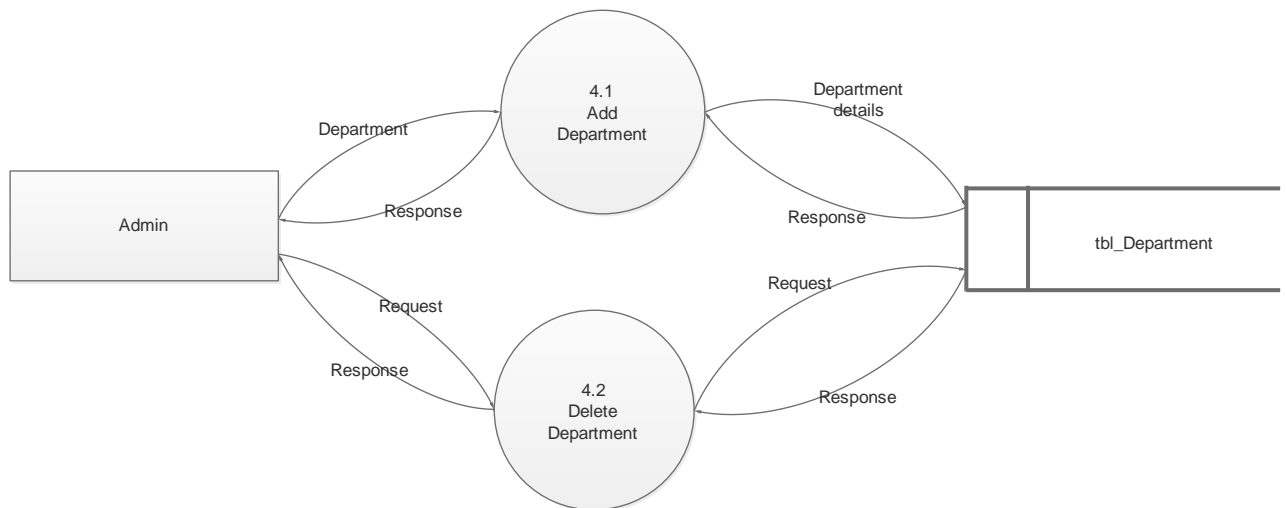 4.1
Add
Department
Department
details
Department
Response
Response
Admin
tbl_Department
Request
Request
Response
Response
4.2
Delete
Department